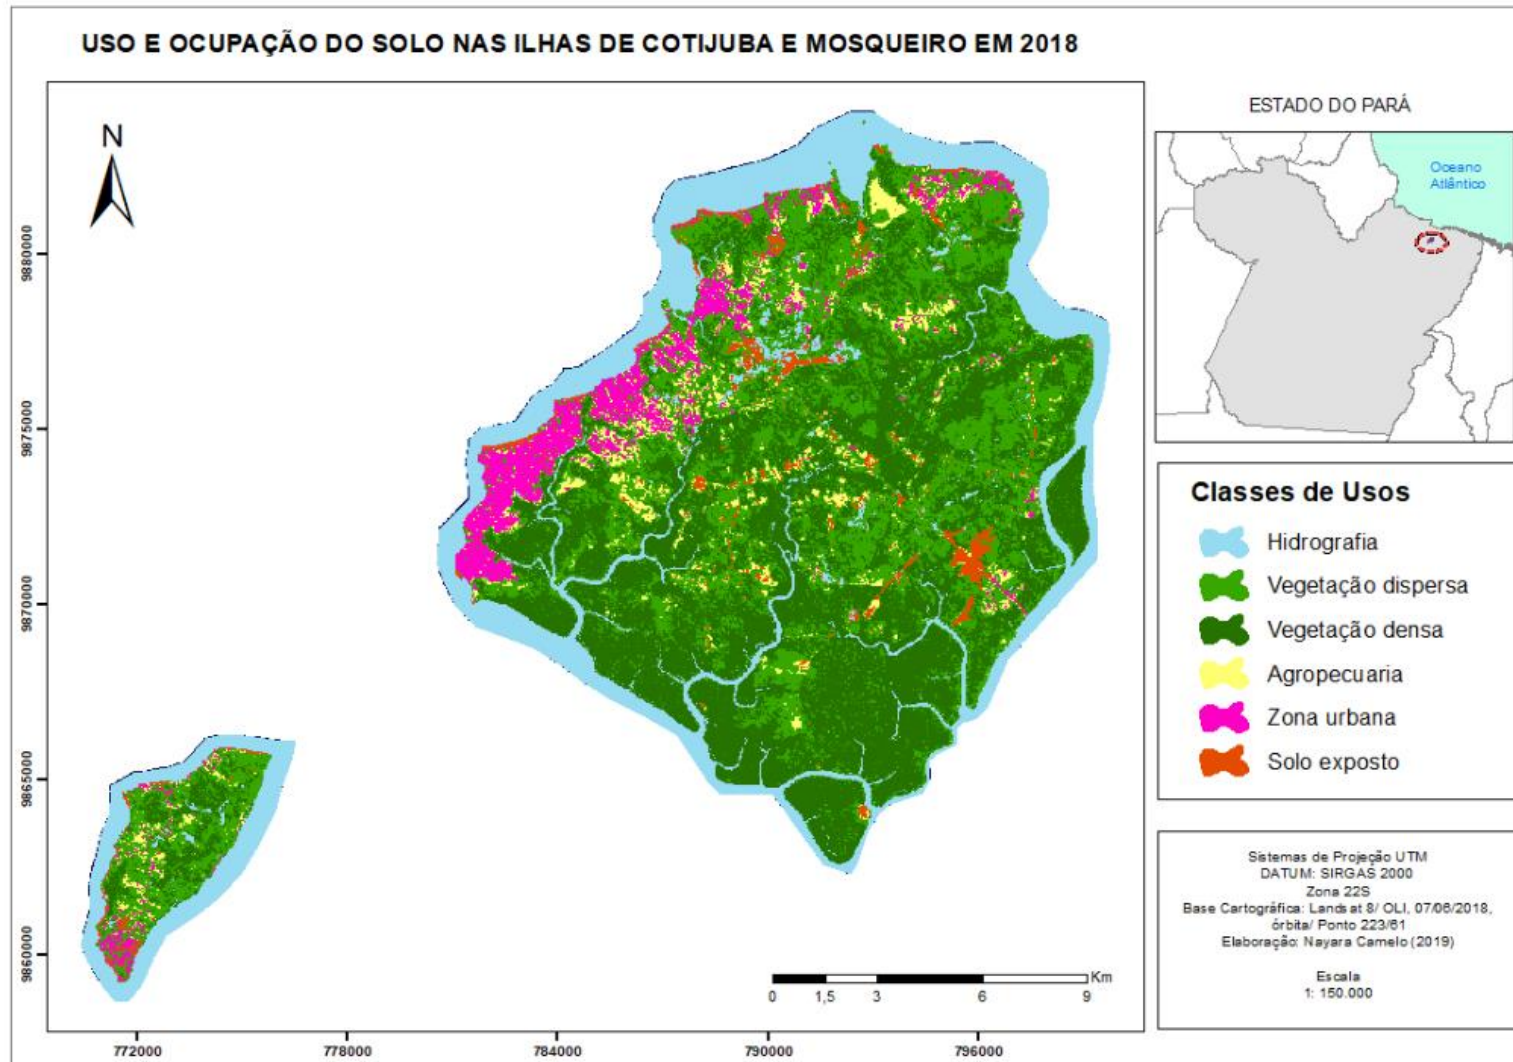 USO E OCUPAÇÃO DO SOLO NAS ILHAS DE COTIJUBA E MOSQUEIRO EM 2018
N
9880000
9875000
9870000
9865000
9860000
772000
778000
784000
790000
796000
Km
0
1,5
3
6
9
ESTADO DO PARÁ
Oceano
Atlântico
Classes de Usos
Hidrografia
Vegetação dispersa
Vegetação densa
Agropecuaria
Zona urbana
Solo exposto
Sistemas de Projeção UTM
DATUM: SIRGAS 2000
Zona 22S
Base Cartográfica: Landsat 8/ OLI, 07/06/2018,
órbita/ Ponto 223/61
Elaboração: Nayara Camelo (2019)
Escala
1: 150.000